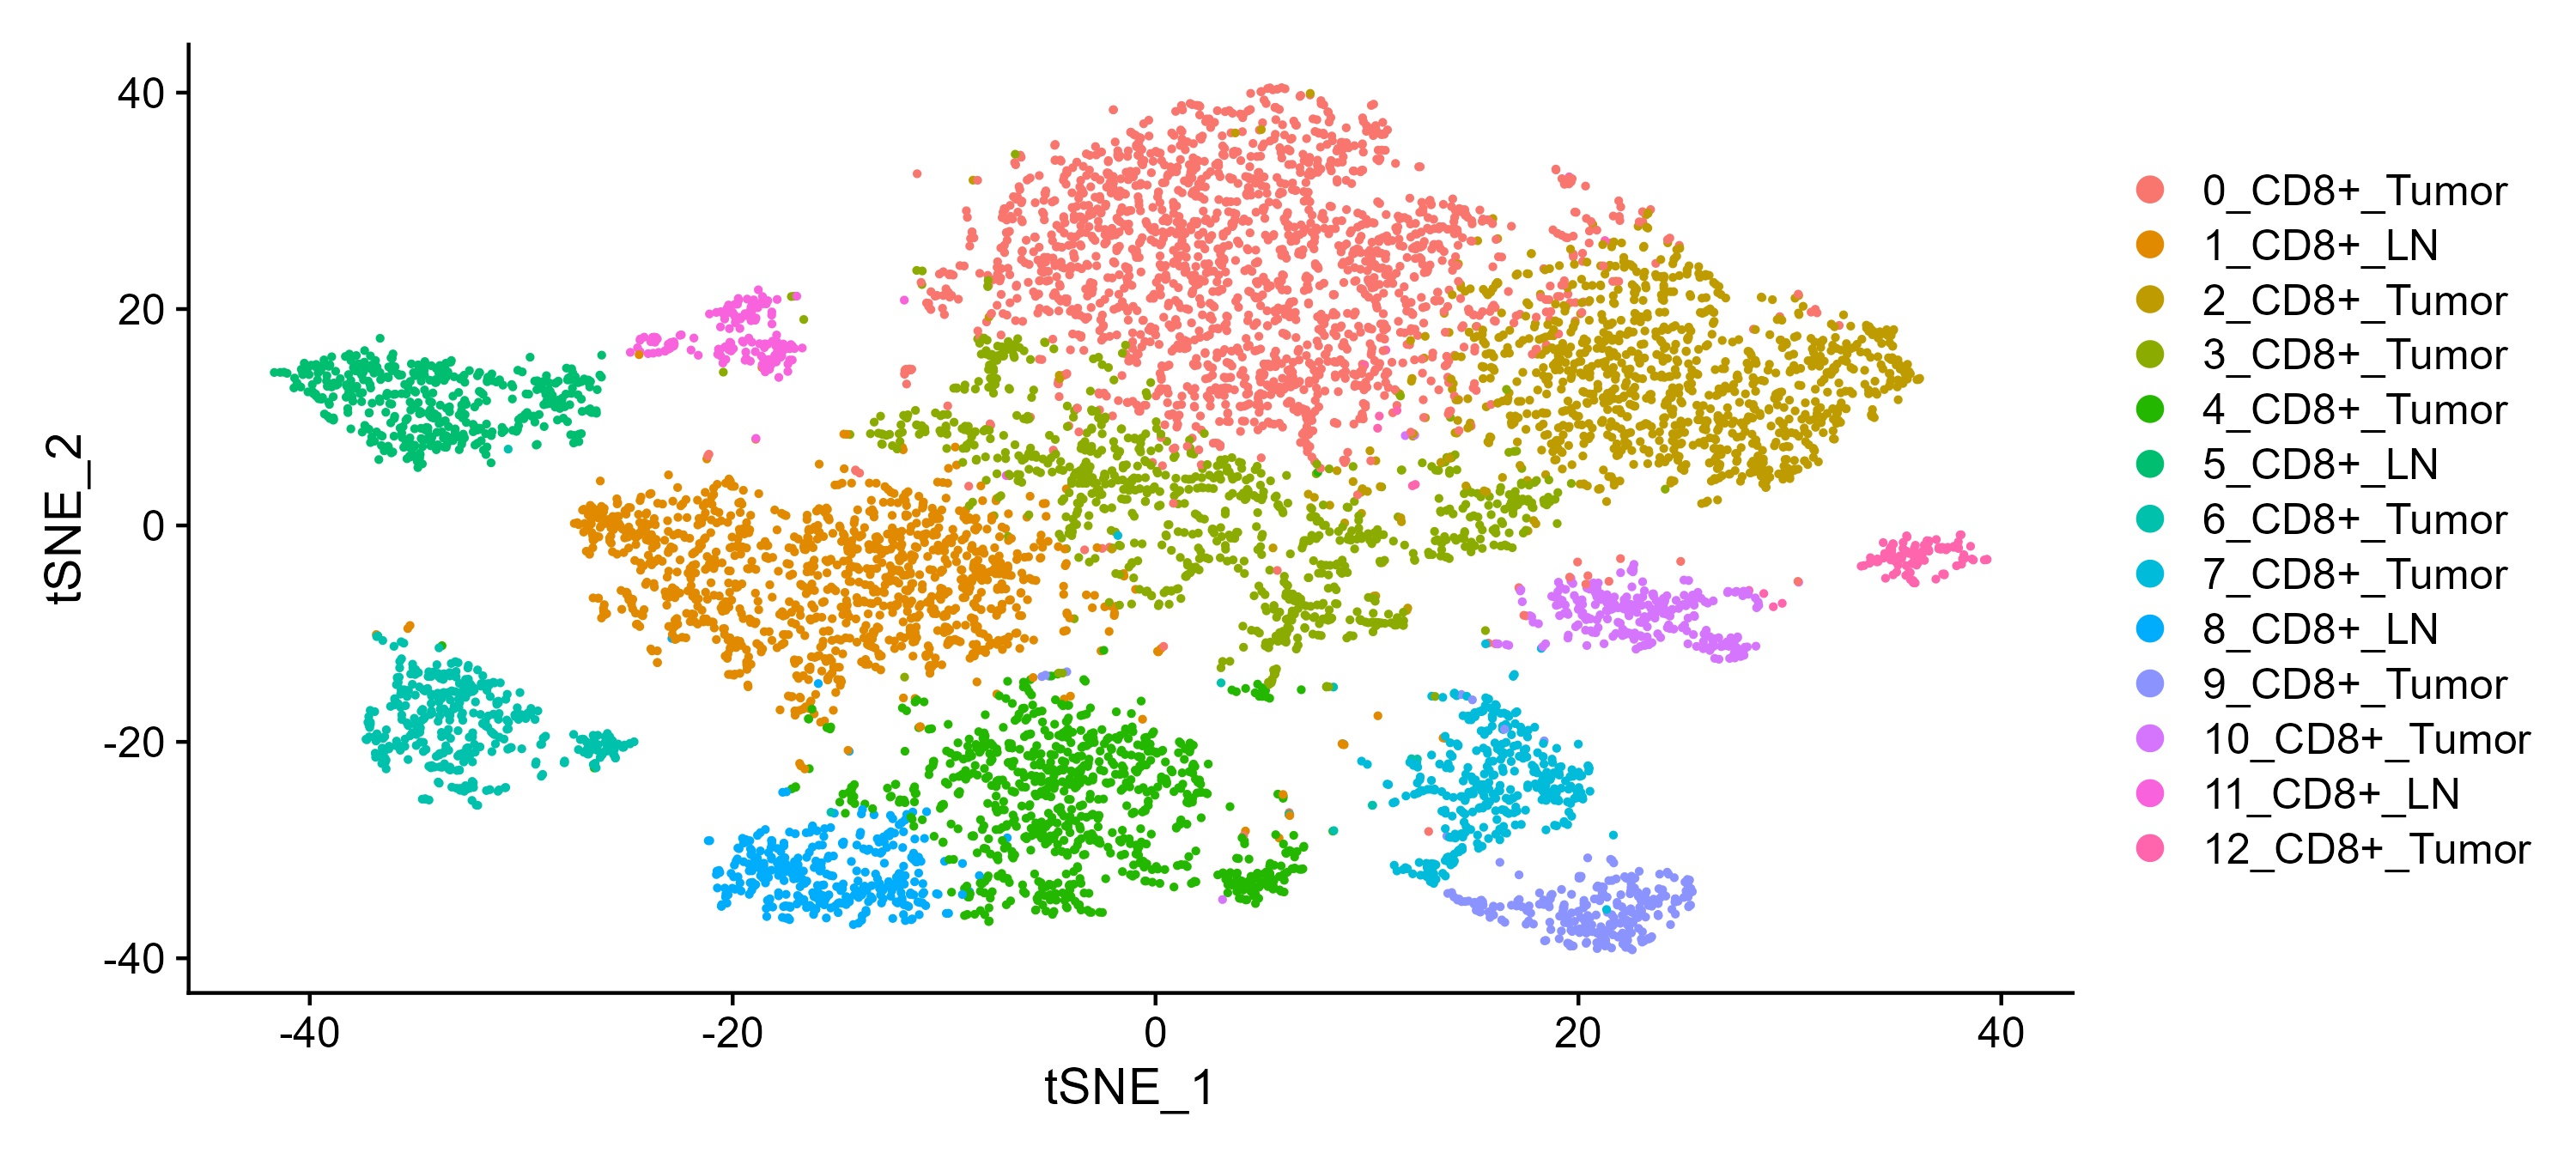 40
20
0
-20
-40
tSNE_2
-40
-20
0
20
40
tSNE_1
0_CD8+_Tumor
1_CD8+_LN
2_CD8+_Tumor
3_CD8+_Tumor
4_CD8+_Tumor
5_CD8+_LN
6_CD8+_Tumor
7_CD8+_Tumor
8_CD8+_LN
9_CD8+_Tumor
10_CD8+_Tumor
11_CD8+_LN
12_CD8+_Tumor